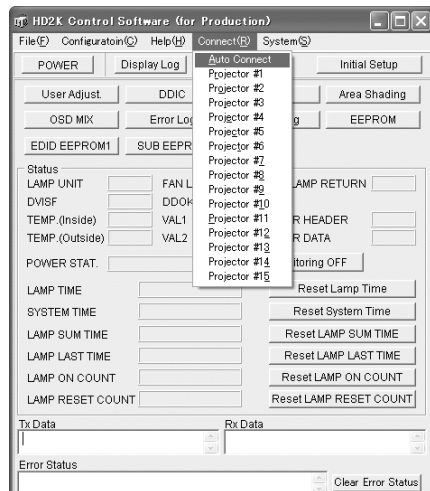 HD2K Control Software (for Production)
File(F) Configuratoin(C) Help(H) Connect(R) System(S)
POWER Display Log Initial Setup
Auto Connect
Projector #1
Projector #2
Projector #3
Projector #4
Projector #5
Projector #6
Projector #7
Projector #8
Projector #9
Projector #10
Projector #11
Projector #12
Projector #13
Projector #14
Projector #15
User Adjust. DDIC Area Shading
OSD MIX Error Log EEPROM
EDID EEPROM1 SUB EEPR
Status
LAMP UNIT FAN L LAMP RETURN
DVISF DDOK
TEMP.(Inside) VAL1 R HEADER
TEMP.(Outside) VAL2 R DATA
POWER STAT. itoring OFF
LAMP TIME Reset Lamp Time
SYSTEM TIME Reset System Time
LAMP SUM TIME Reset LAMP SUM TIME
LAMP LAST TIME Reset LAMP LAST TIME
LAMP ON COUNT Reset LAMP ON COUNT
LAMP RESET COUNT Reset LAMP RESET COUNT
Tx Data Rx Data
Error Status
Clear Error Status